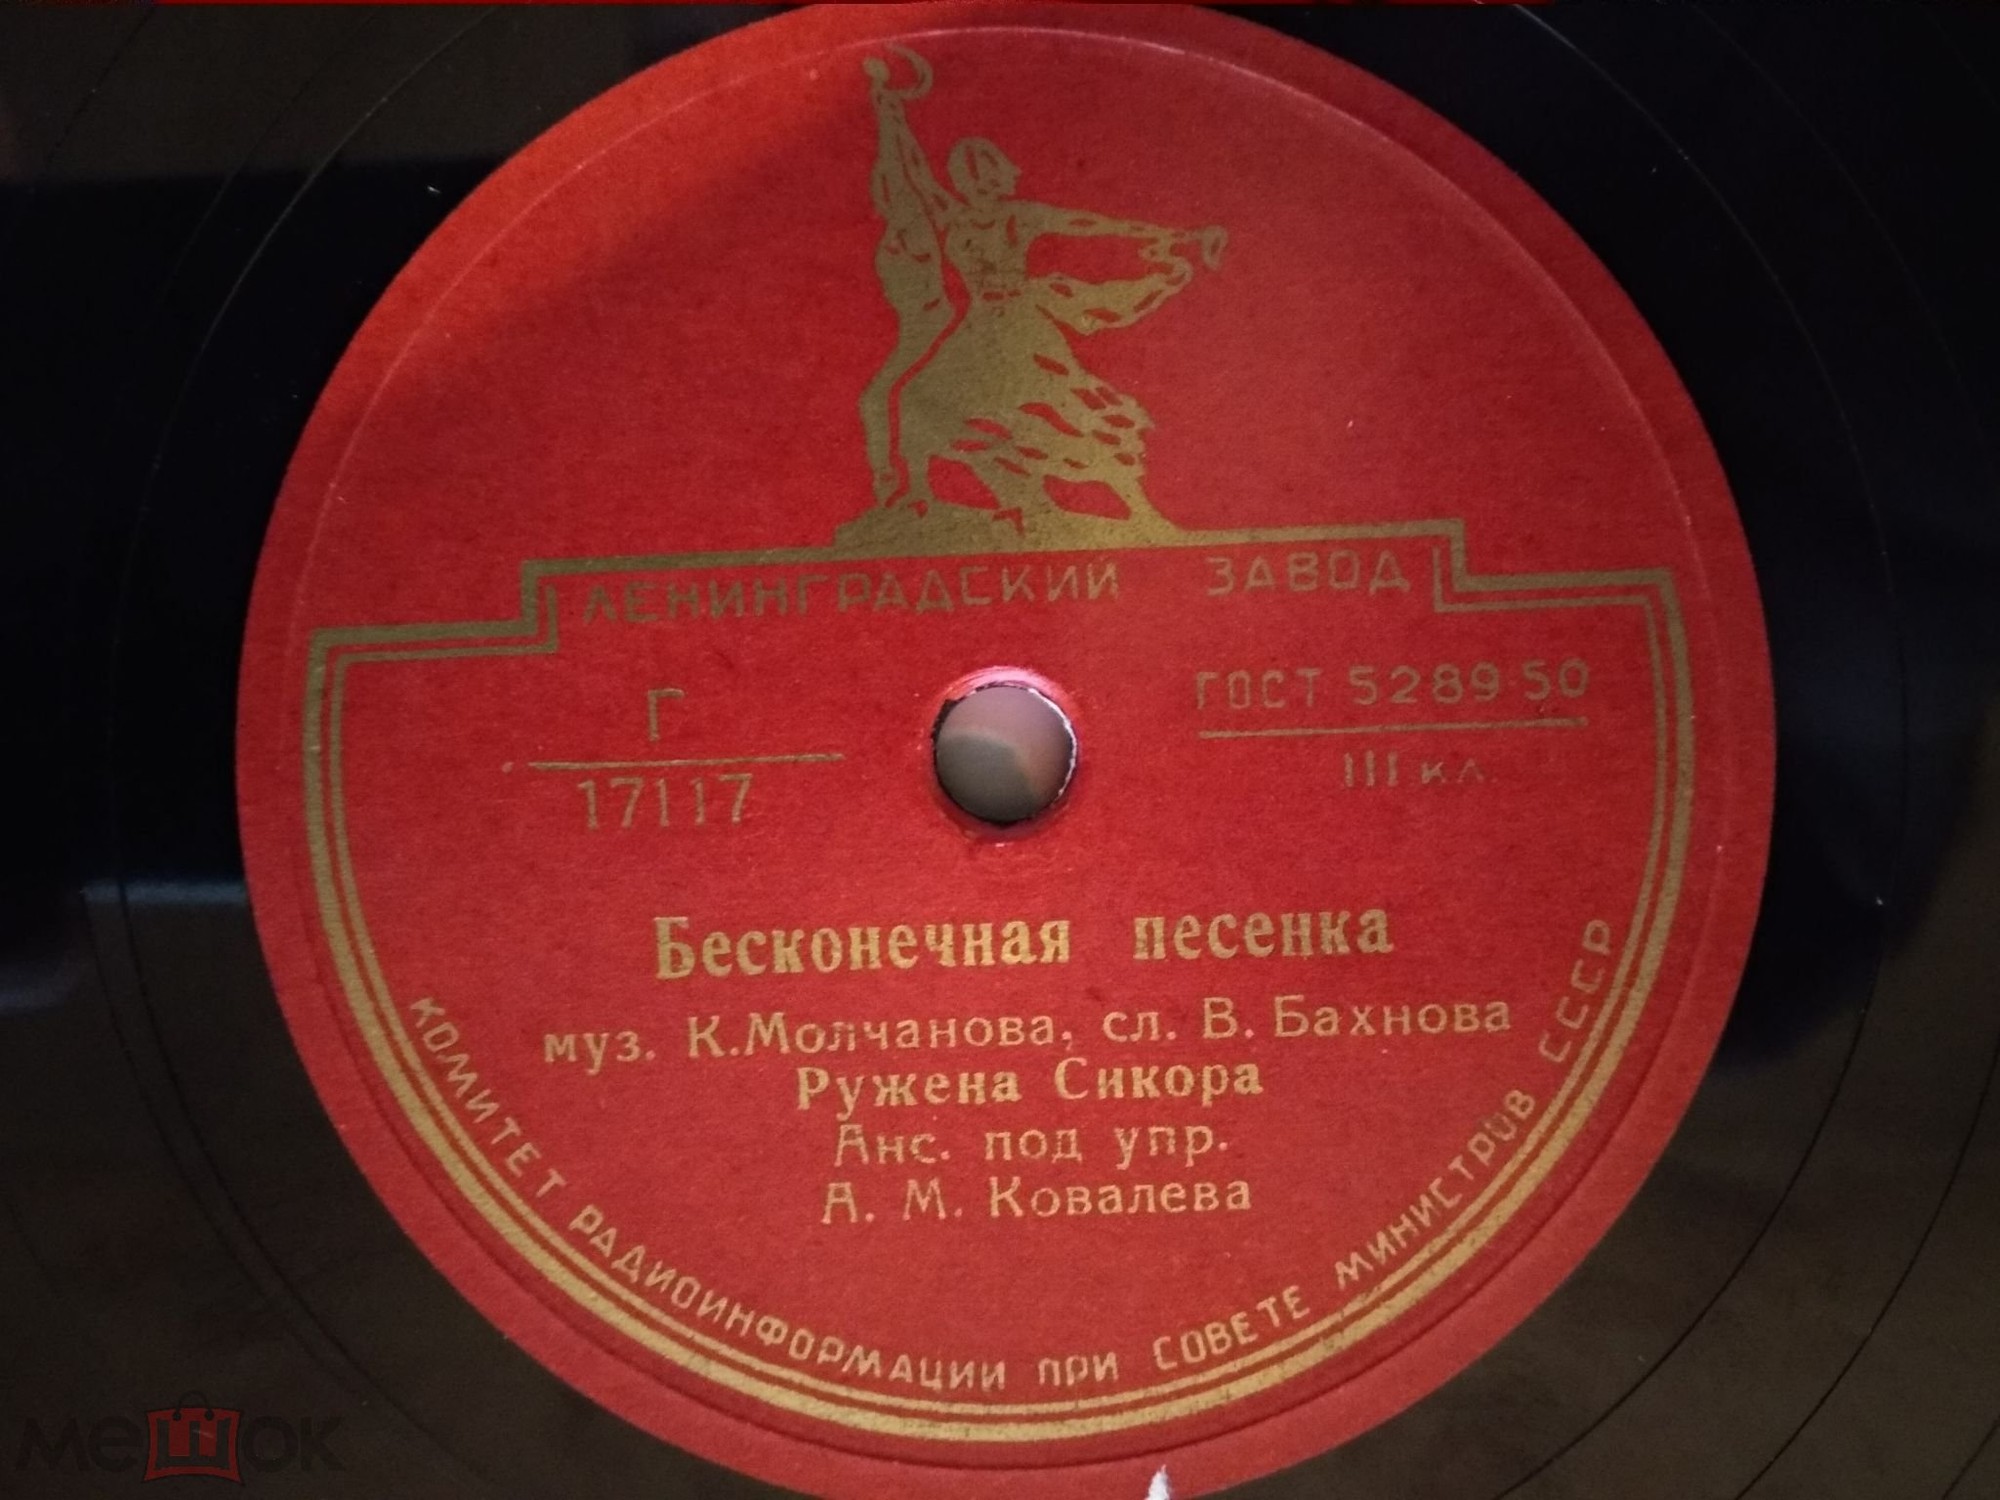 ЛЕНИНГРАДСКИЙ ЗАВОД
Г
17117
ГОСТ 5289-50
III кл.
Бесконечная песенка
муз. К.Молчанова, сл. В. Бахнова
Ружена Сикора
Анс. под упр.
А. М. Ковалева
КОМИТЕТ РАДИОИНФОРМАЦИИ ПРИ СОВЕТЕ МИНИСТРОВ СССР
мешок